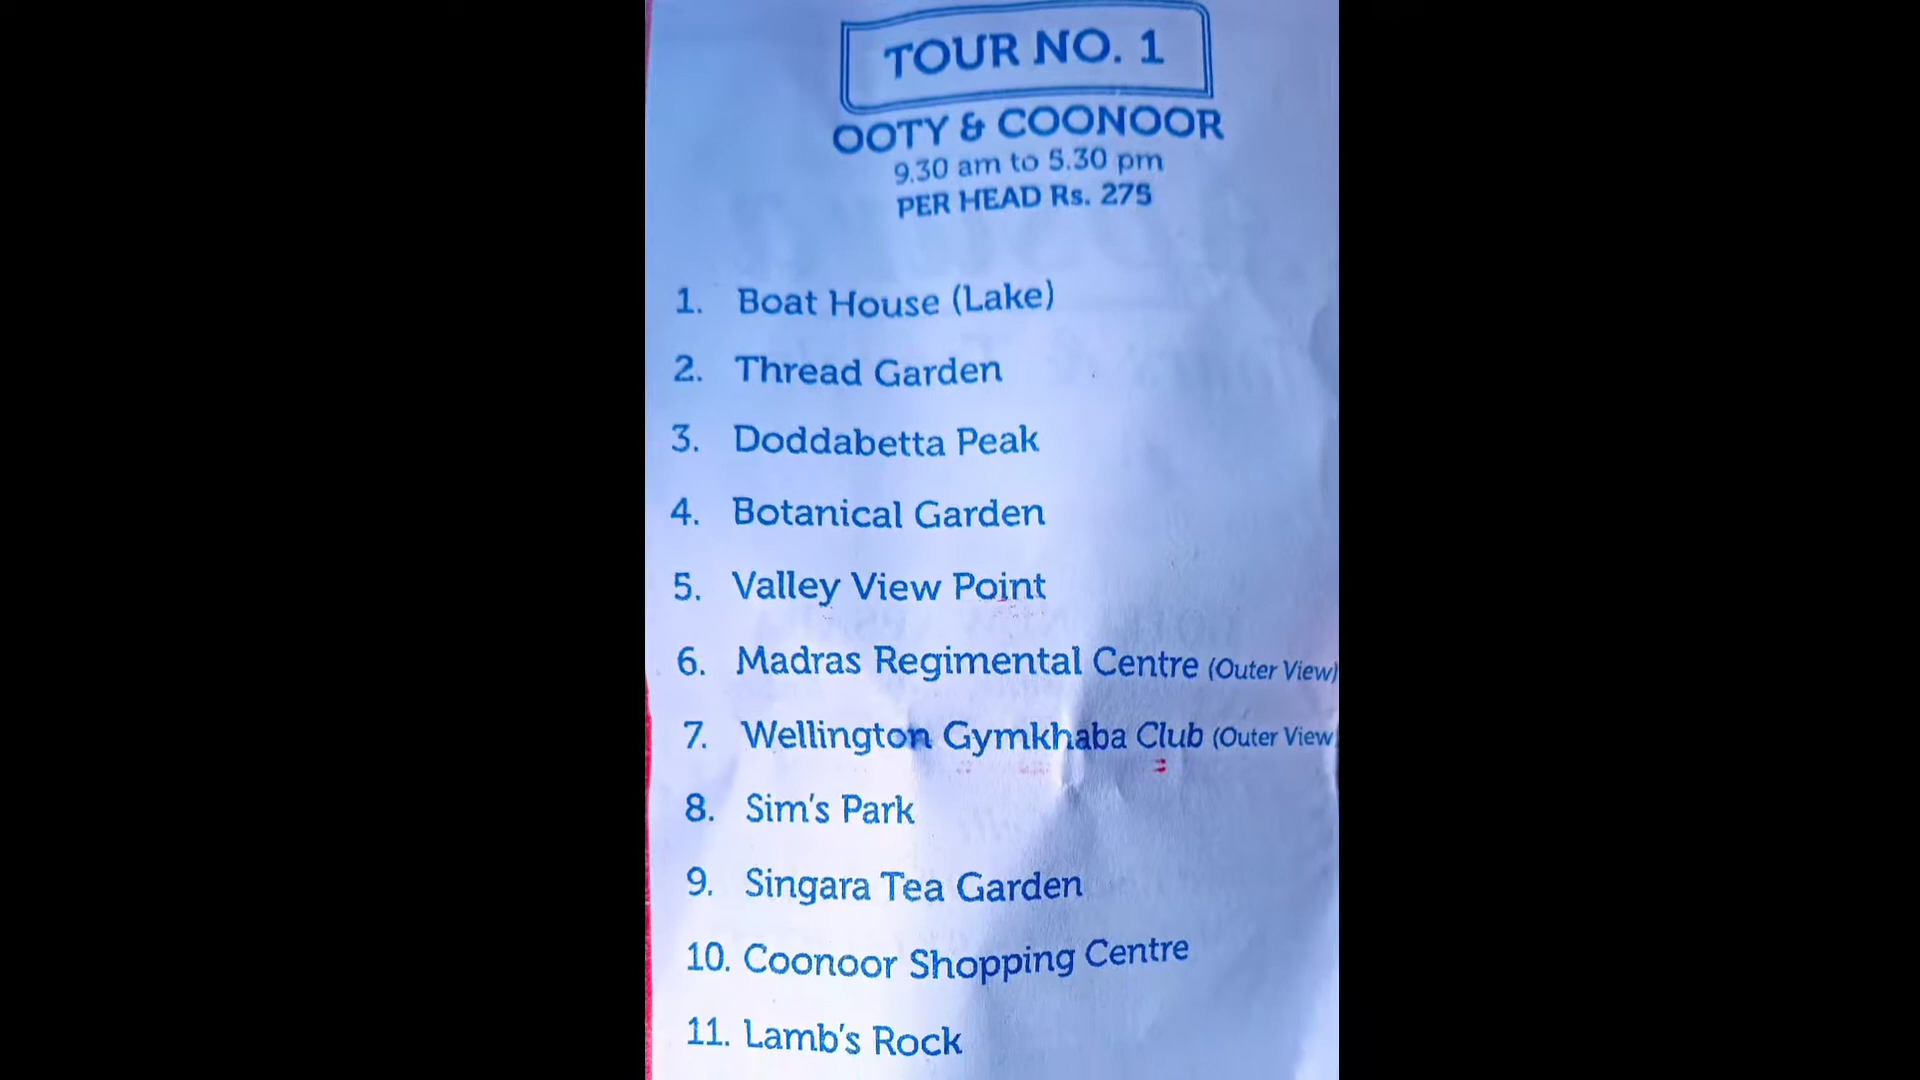 TOUR NO. 1
OOTY & COONOOR
9.30 am to 5.30 pm
PER HEAD Rs. 275
1. Boat House (Lake)
2. Thread Garden
3. Doddabetta Peak
4. Botanical Garden
5. Valley View Point
6. Madras Regimental Centre (Outer View)
7. Wellington Gymkhaba Club (Outer View
8. Sim's Park
9. Singara Tea Garden
10. Coonoor Shopping Centre
11. Lamb's Rock